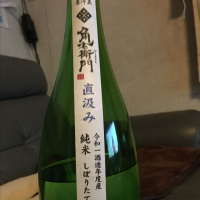 角右衛門
直汲み
令和一酒造年度産
純米 しぼりた